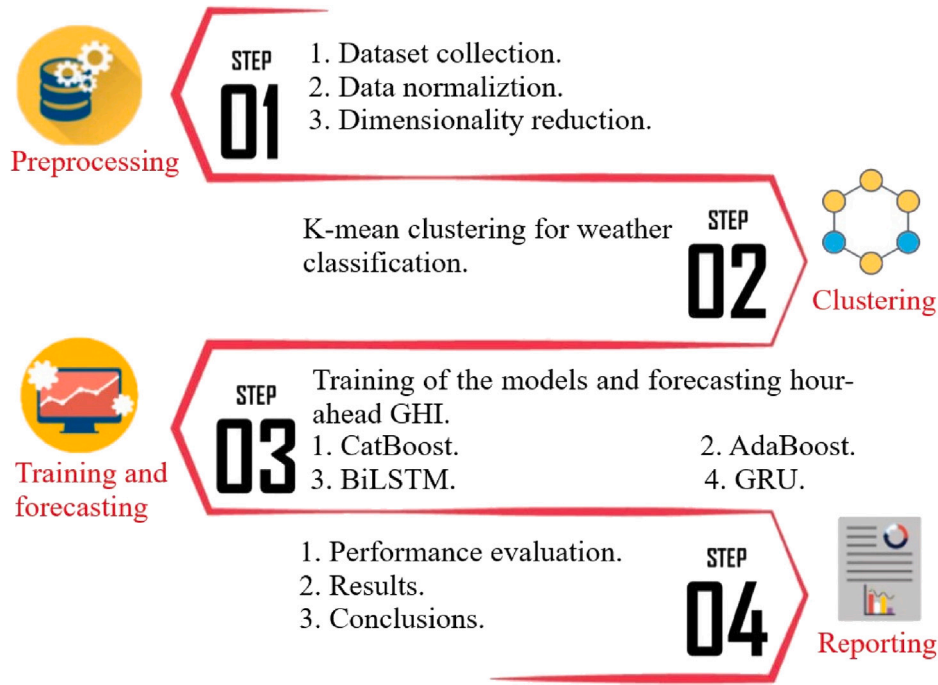 STEP
01
1. Dataset collection.
2. Data normaliztion.
3. Dimensionality reduction.
Preprocessing
K-mean clustering for weather
classification.
STEP
02
Clustering
STEP
03
Training of the models and forecasting hour-
ahead GHI.
1. CatBoost. 2. AdaBoost.
3. BiLSTM. 4. GRU.
Training and
forecasting
1. Performance evaluation.
2. Results.
3. Conclusions.
STEP
04
Reporting